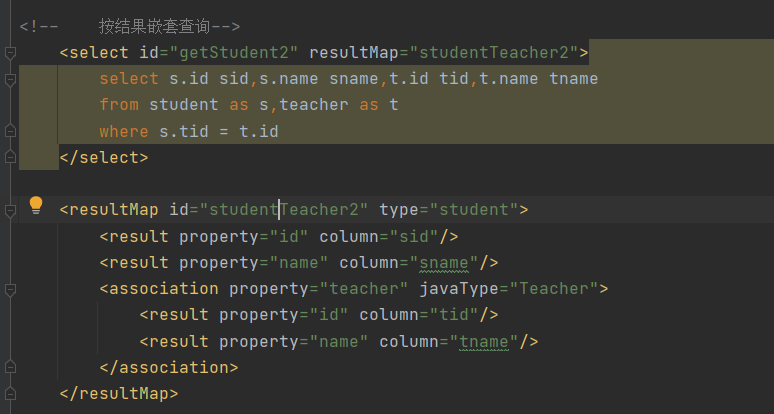 <!--    按结果嵌套查询-->
<select id="getStudent2" resultMap="studentTeacher2">
select s.id sid,s.name sname,t.id tid,t.name tname
from student as s,teacher as t
where s.tid = t.id
</select>
<resultMap id="studentTeacher2" type="student">
<result property="id" column="sid"/>
<result property="name" column="sname"/>
<association property="teacher" javaType="Teacher">
<result property="id" column="tid"/>
<result property="name" column="tname"/>
</association>
</resultMap>